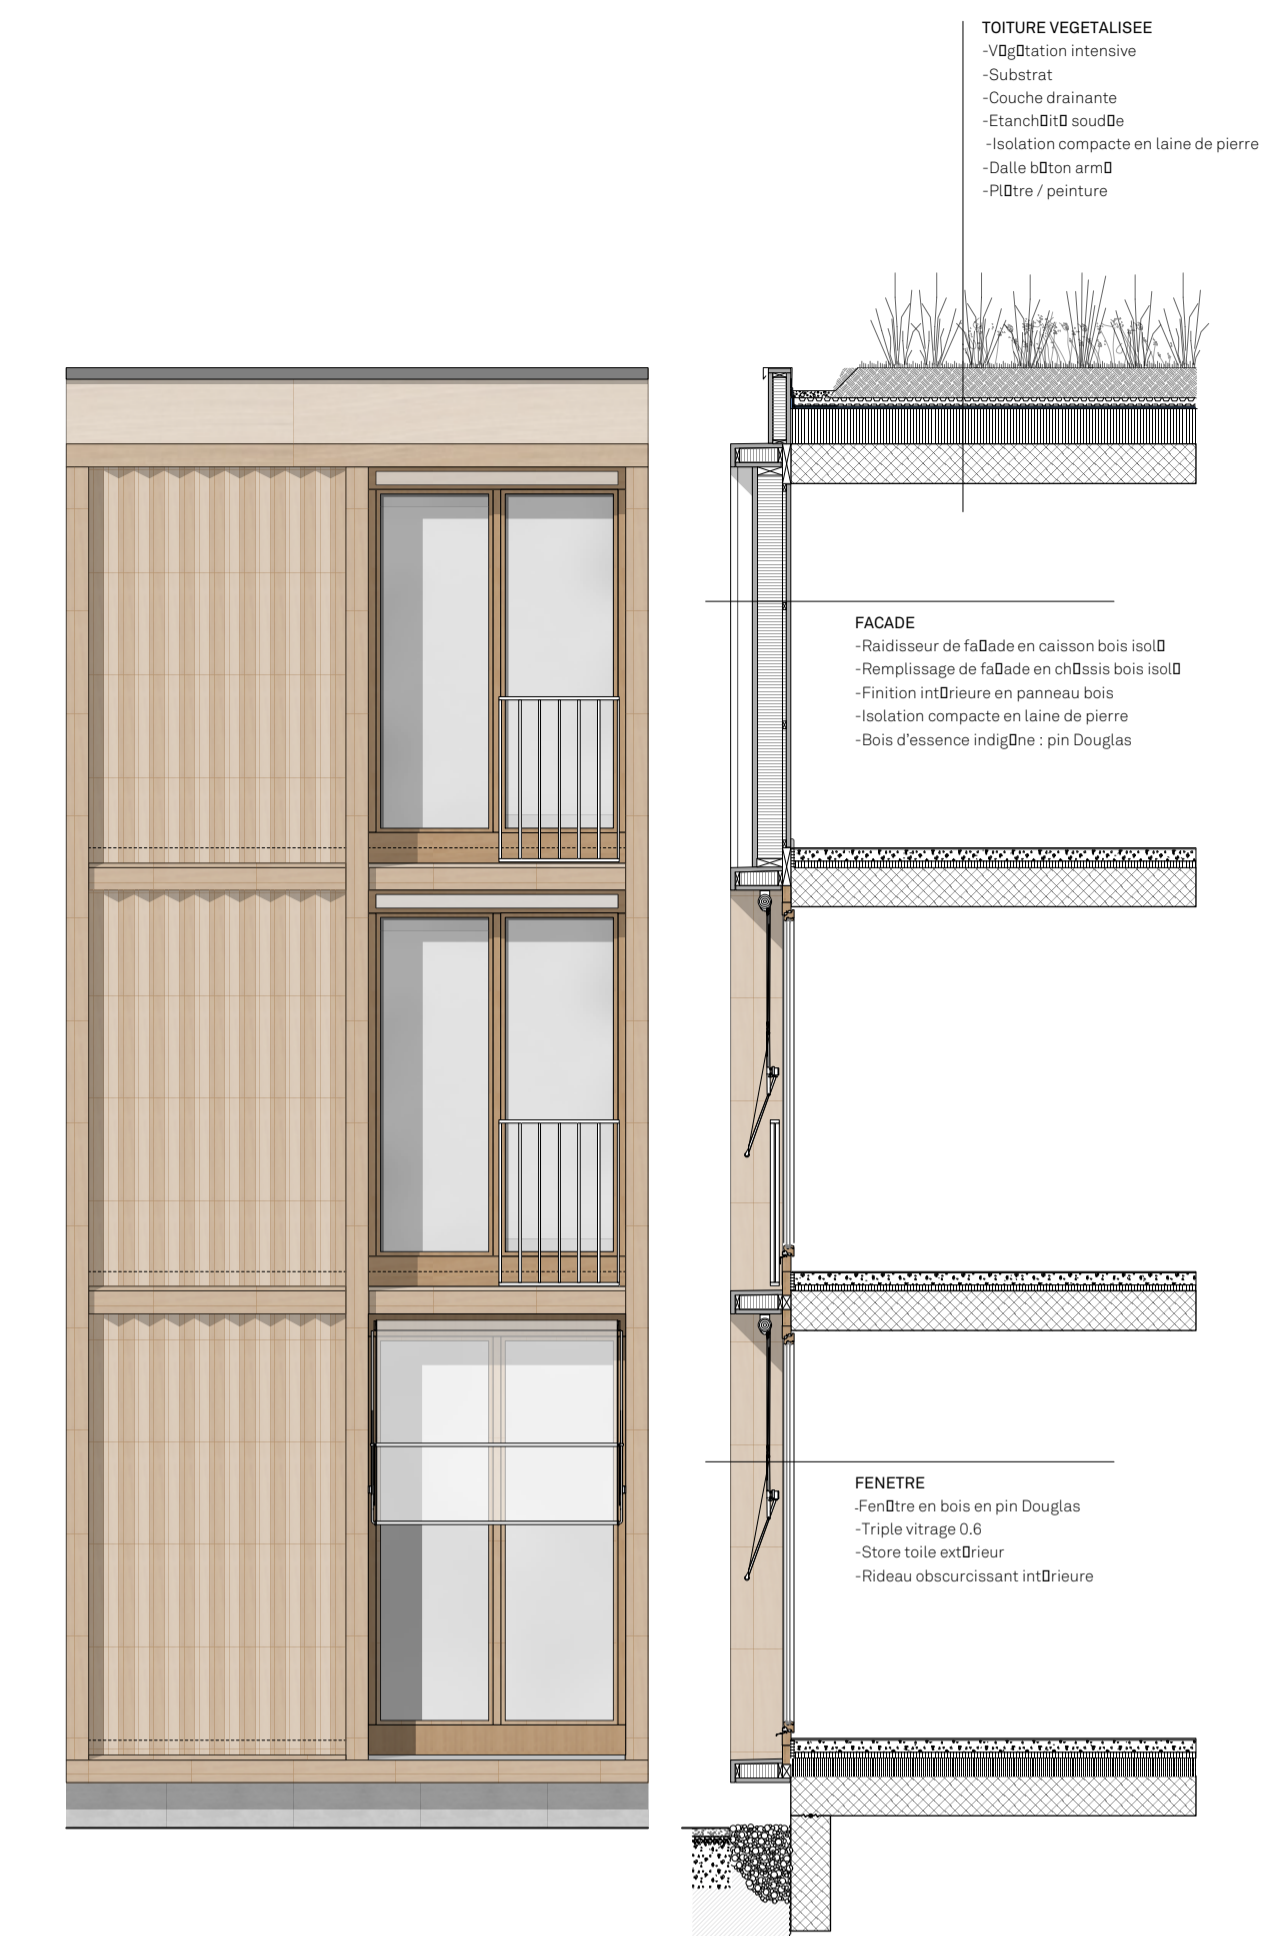 TOITURE VEGETALISEE
-V▯g▯tation intensive
-Substrat
-Couche drainante
-Etanch▯it▯ soud▯e
-Isolation compacte en laine de pierre
-Dalle b▯ton arm▯
-Pl▯tre / peinture
FACADE
-Raidisseur de fa▯ade en caisson bois isol▯
-Remplissage de fa▯ade en ch▯ssis bois isol▯
-Finition int▯rieure en panneau bois
-Isolation compacte en laine de pierre
-Bois d'essence indig▯ne : pin Douglas
FENETRE
-Fen▯tre en bois en pin Douglas
-Triple vitrage 0.6
-Store toile ext▯rieur
-Rideau obscurcissant int▯rieure